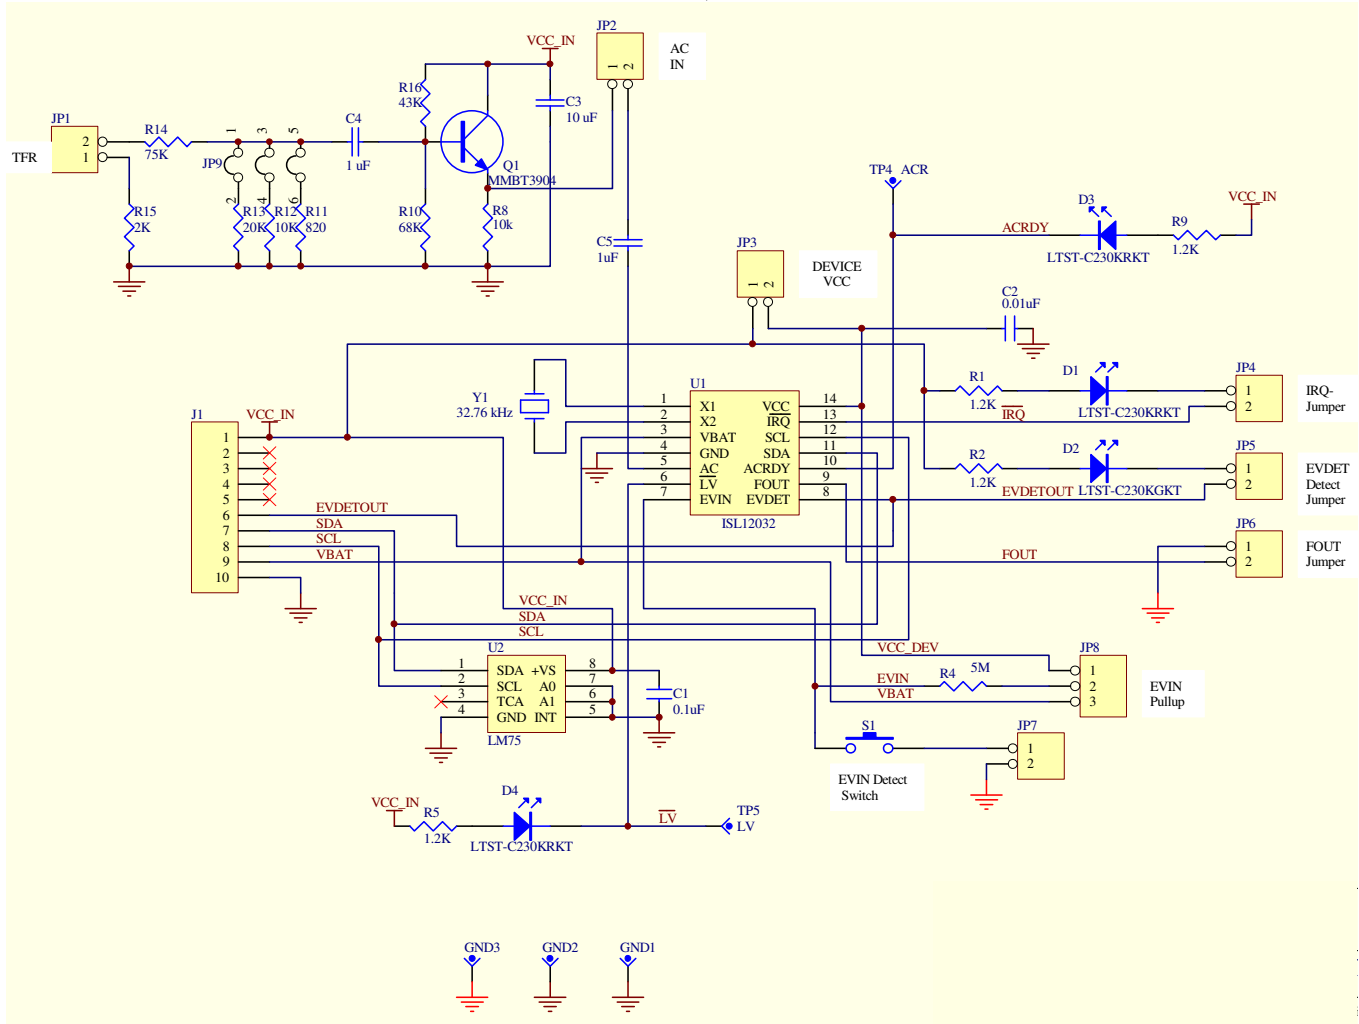 JP1
TFR
2
1
R14
75K
R15
2K
JP9
1
3
5
2
4
6
R13
20K
R12
10K
R11
820
C4
1 uF
R16
43K
R10
68K
Q1
MMBT3904
R8
10k
VCC_IN
C3
10 uF
JP2
1
2
AC
IN
C5
1uF
TP4 ACR
ACRDY
D3
LTST-C230KRKT
R9
1.2K
VCC_IN
JP3
1
2
DEVICE
VCC
C2
0.01uF
Y1
32.76 kHz
U1
1 X1 VCC 14
2 X2 IRQ 13
3 VBAT SCL 12
4 GND SDA 11
5 AC ACRDY 10
6 LV FOUT 9
7 EVIN EVDET 8
ISL12032
R1
1.2K
D1
LTST-C230KRKT
IRQ
JP4
1
2
IRQ-
Jumper
R2
1.2K
D2
LTST-C230KGKT
EVDETOUT
JP5
1
2
EVDET
Detect
Jumper
FOUT
JP6
1
2
FOUT
Jumper
J1
VCC_IN
1
2
3
4
5
6
7
8
9
10
EVDETOUT
SDA
SCL
VBAT
VCC_IN
SDA
SCL
U2
1 SDA +VS 8
2 SCL A0 7
3 TCA A1 6
4 GND INT 5
LM75
C1
0.1uF
VCC_DEV
EVIN
VBAT
R4
5M
JP8
1
2
3
EVIN
Pullup
S1
EVIN Detect
Switch
JP7
1
2
VCC_IN
R5
1.2K
D4
LTST-C230KRKT
LV
TP5
LV
GND3
GND2
GND1